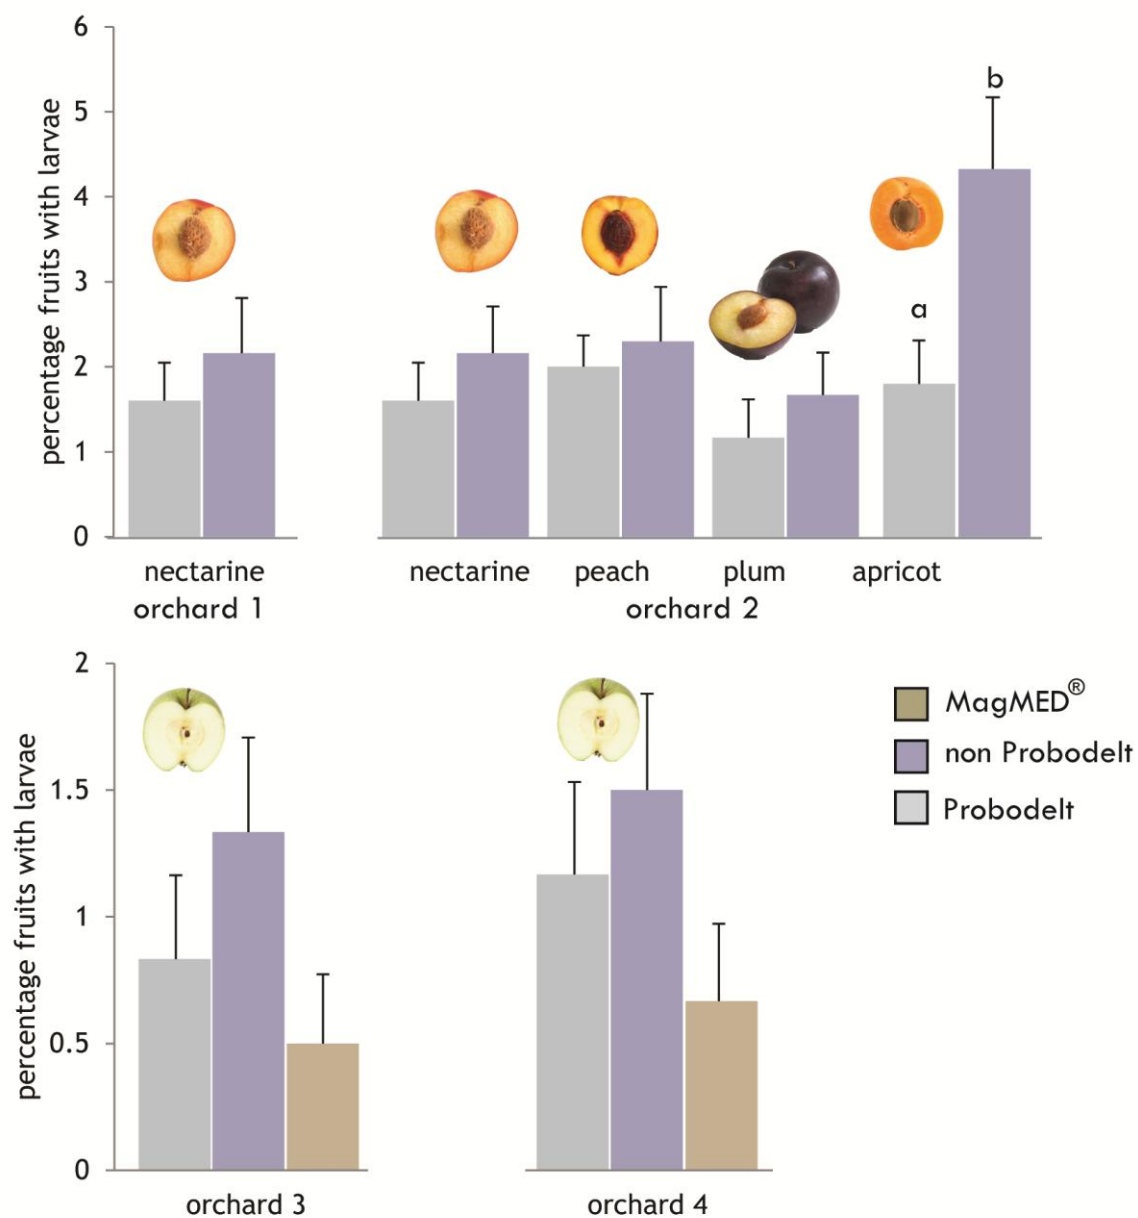 6
5
4
3
2
1
0
percentage fruits with larvae
a
b
nectarine
orchard 1
nectarine peach plum apricot
orchard 2
2
1.5
1
0.5
0
percentage fruits with larvae
MagMED®
non Probodelt
Probodelt
orchard 3
orchard 4